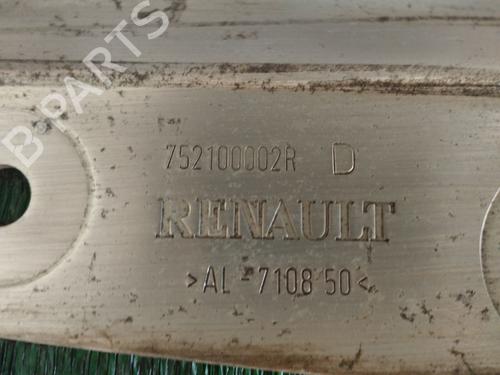 B-PARTS
752100002R D
RENAULT
>AL-7108 50<